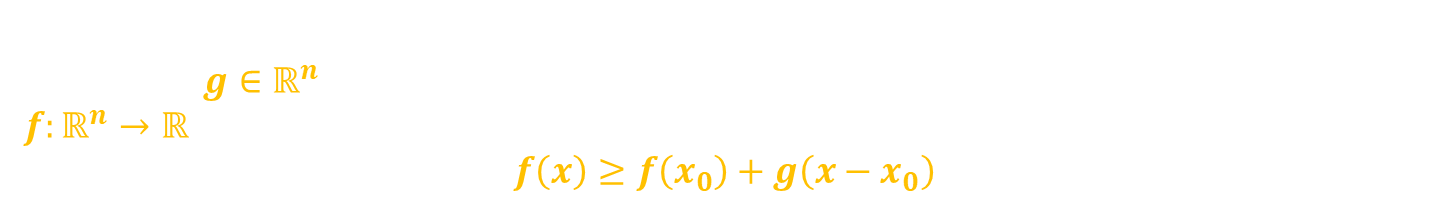 g ∈ ℝⁿ
f: ℝⁿ → ℝ
f(x) ≥ f(x₀) + g(x − x₀)